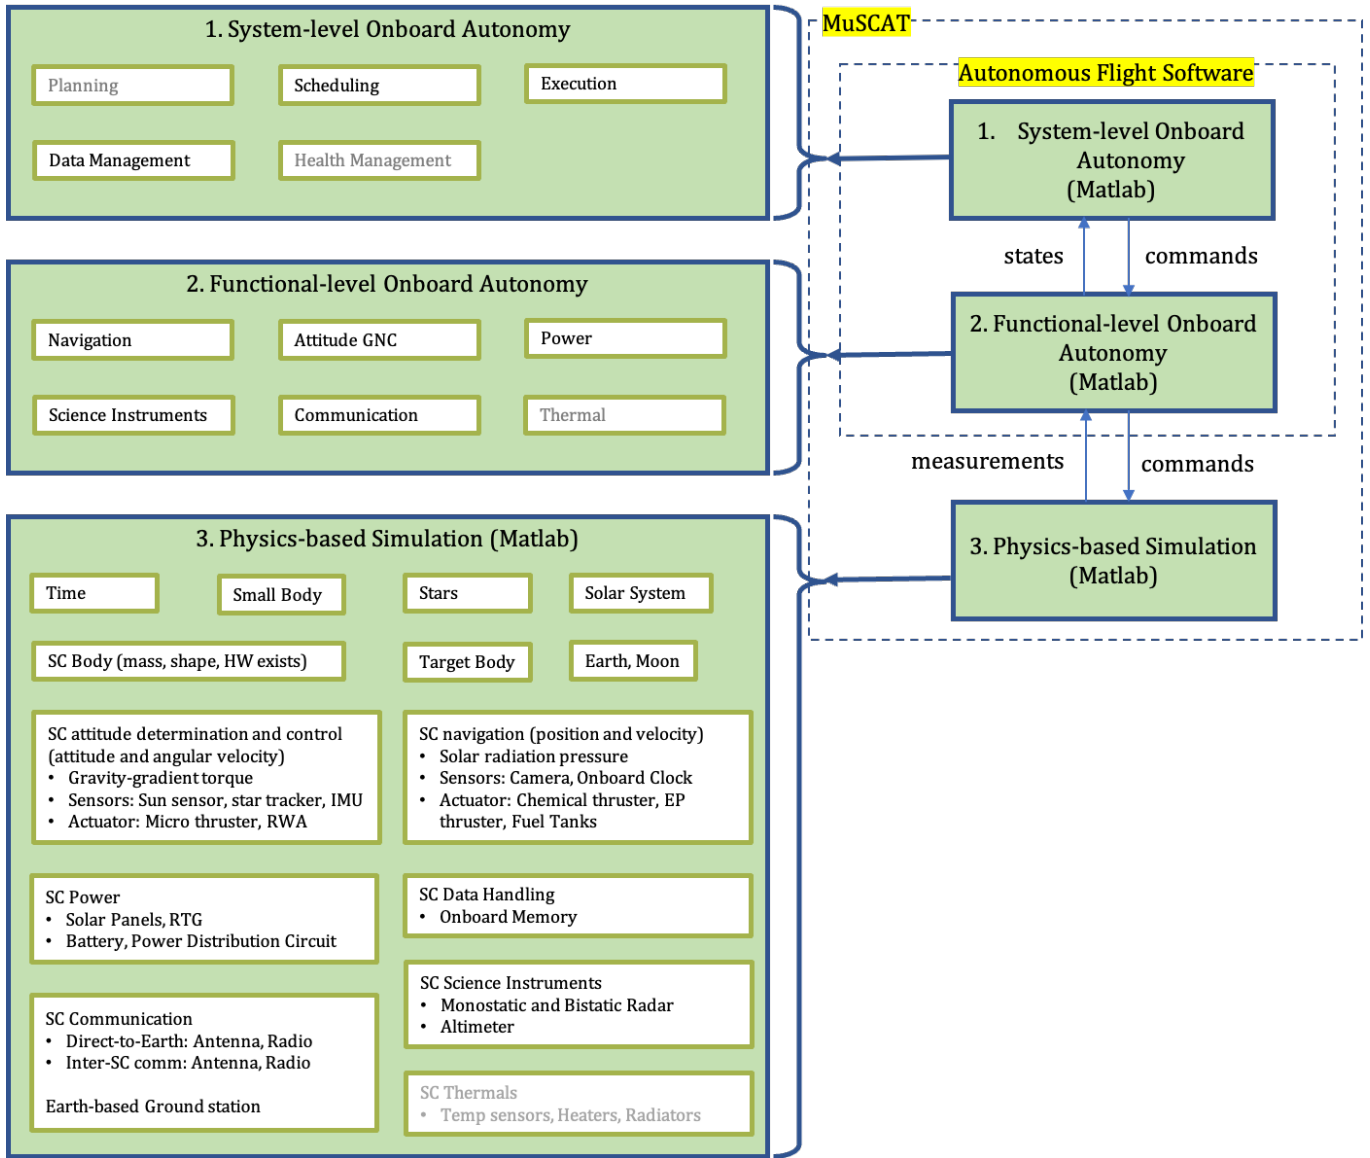 1. System-level Onboard Autonomy
Planning
Scheduling
Execution
Data Management
Health Management
2. Functional-level Onboard Autonomy
Navigation
Attitude GNC
Power
Science Instruments
Communication
Thermal
3. Physics-based Simulation (Matlab)
Time
Small Body
Stars
Solar System
SC Body (mass, shape, HW exists)
Target Body
Earth, Moon
SC attitude determination and control
(attitude and angular velocity)
• Gravity-gradient torque
• Sensors: Sun sensor, star tracker, IMU
• Actuator: Micro thruster, RWA
SC navigation (position and velocity)
• Solar radiation pressure
• Sensors: Camera, Onboard Clock
• Actuator: Chemical thruster, EP
thruster, Fuel Tanks
SC Power
• Solar Panels, RTG
• Battery, Power Distribution Circuit
SC Data Handling
• Onboard Memory
SC Science Instruments
• Monostatic and Bistatic Radar
• Altimeter
SC Communication
• Direct-to-Earth: Antenna, Radio
• Inter-SC comm: Antenna, Radio
Earth-based Ground station
SC Thermals
• Temp sensors, Heaters, Radiators
MuSCAT
Autonomous Flight Software
1. System-level Onboard
Autonomy
(Matlab)
states
commands
2. Functional-level Onboard
Autonomy
(Matlab)
measurements
commands
3. Physics-based Simulation
(Matlab)